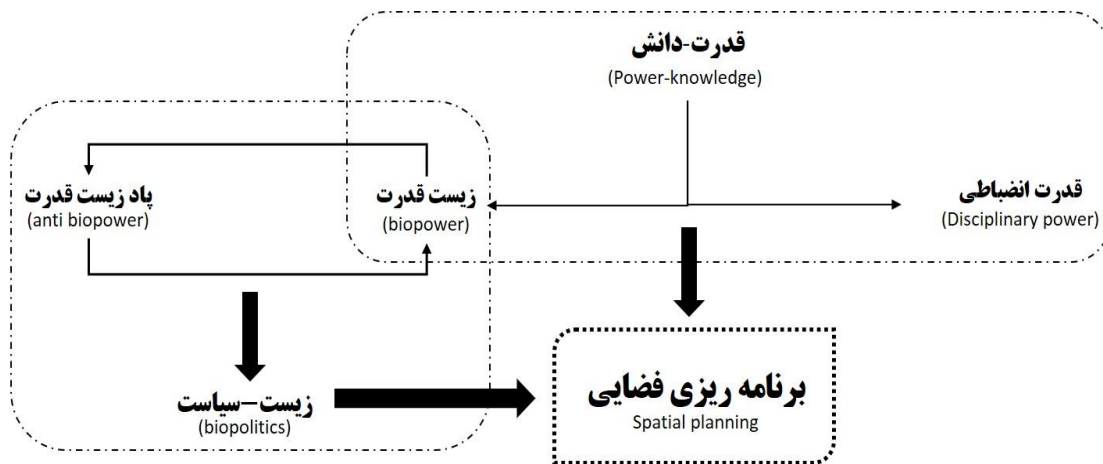 قدرت-دانش
(Power-knowledge)
قدرت انضباطی
(Disciplinary power)
زیست قدرت
(biopower)
پاد زیست قدرت
(anti biopower)
برنامه ریزی فضایی
Spatial planning
زیست-سیاست
(biopolitics)